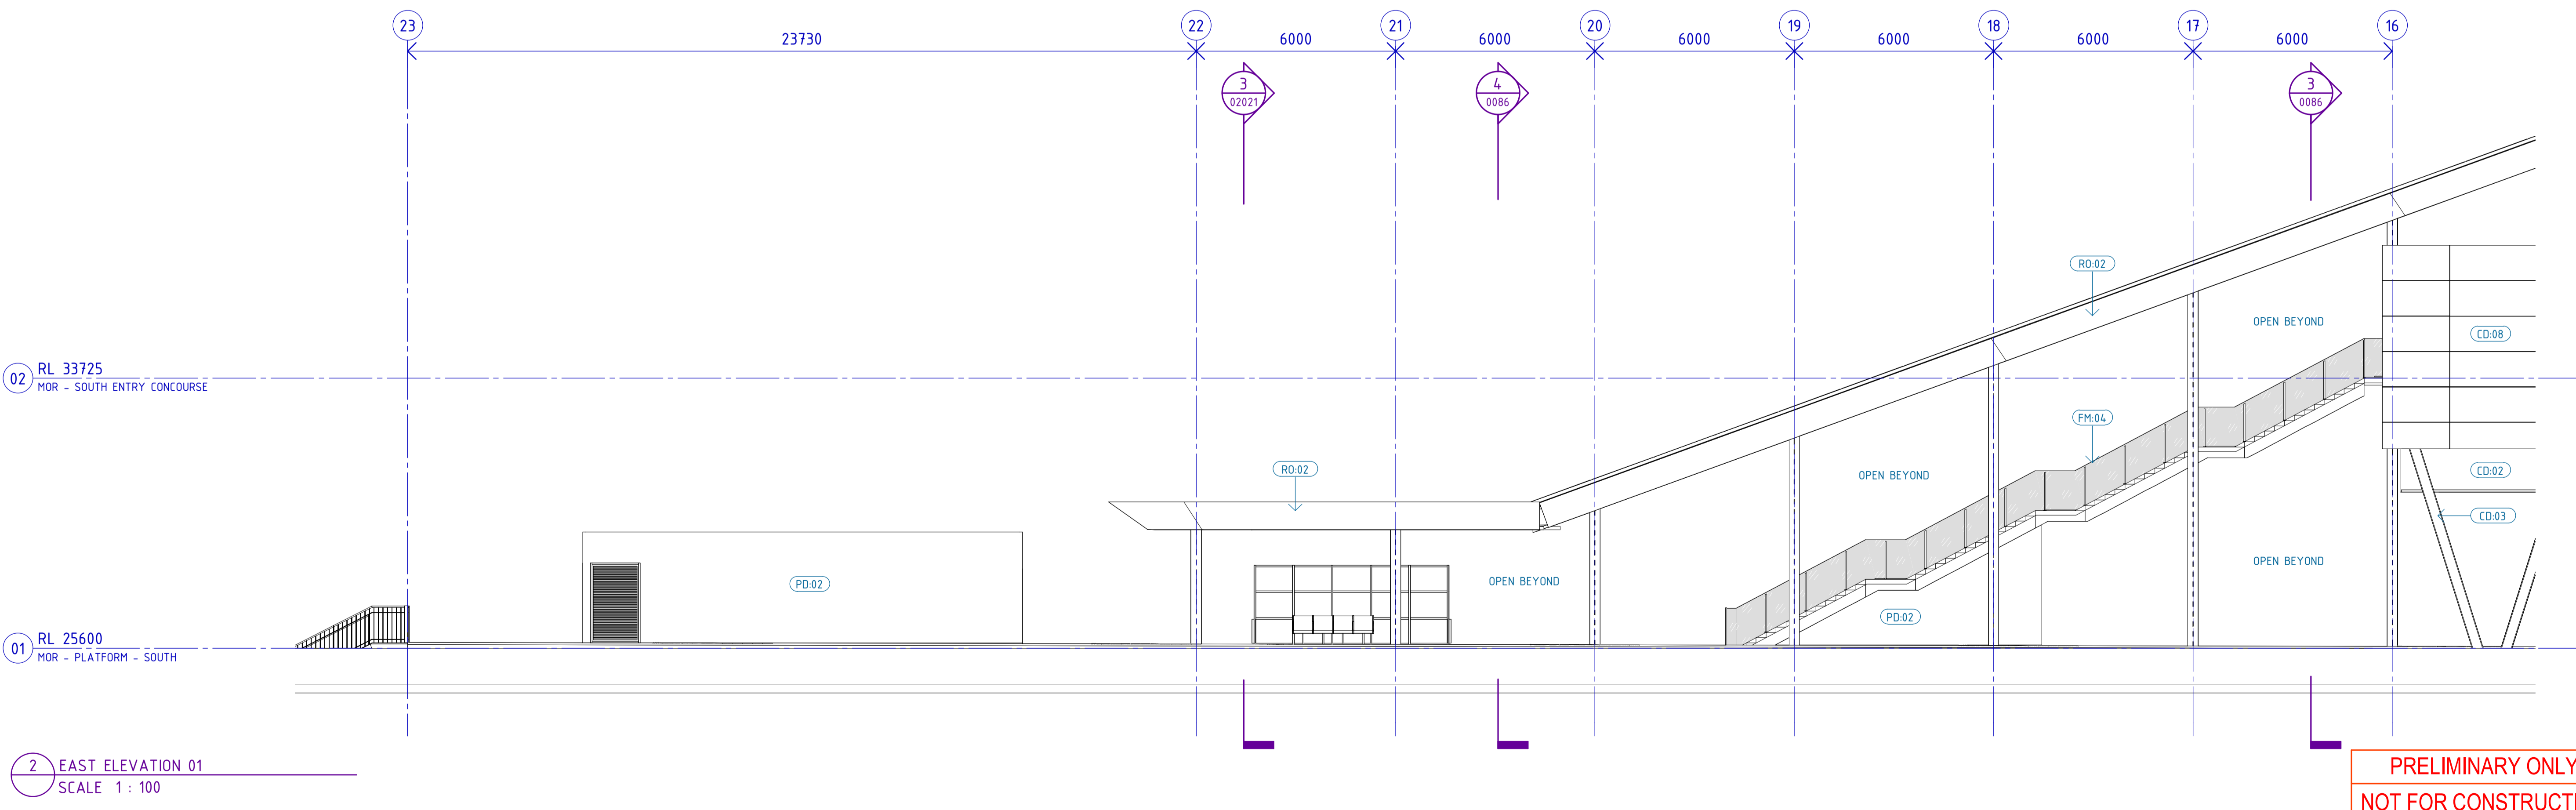 23 22 21 20 19 18 17 16
23730 6000 6000 6000 6000 6000 6000
3
02021
4
0086
3
0086
RO:02
OPEN BEYOND
CD:08
02 RL 33725
MOR - SOUTH ENTRY CONCOURSE
FM:04
RO:02
OPEN BEYOND
CD:02
CD:03
OPEN BEYOND
OPEN BEYOND
PD:02
PD:02
01 RL 25600
MOR - PLATFORM - SOUTH
2 EAST ELEVATION 01
SCALE 1 : 100
PRELIMINARY ONLY
NOT FOR CONSTRUCTI